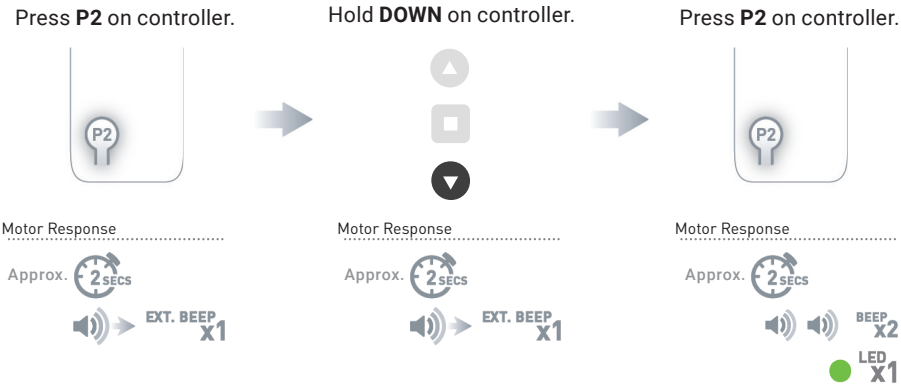 Press P2 on controller.
P2
Motor Response
Approx. 2 SECS
EXT. BEEP
X1
Hold DOWN on controller.
Motor Response
Approx. 2 SECS
EXT. BEEP
X1
Press P2 on controller.
P2
Motor Response
Approx. 2 SECS
BEEP
X2
LED
X1